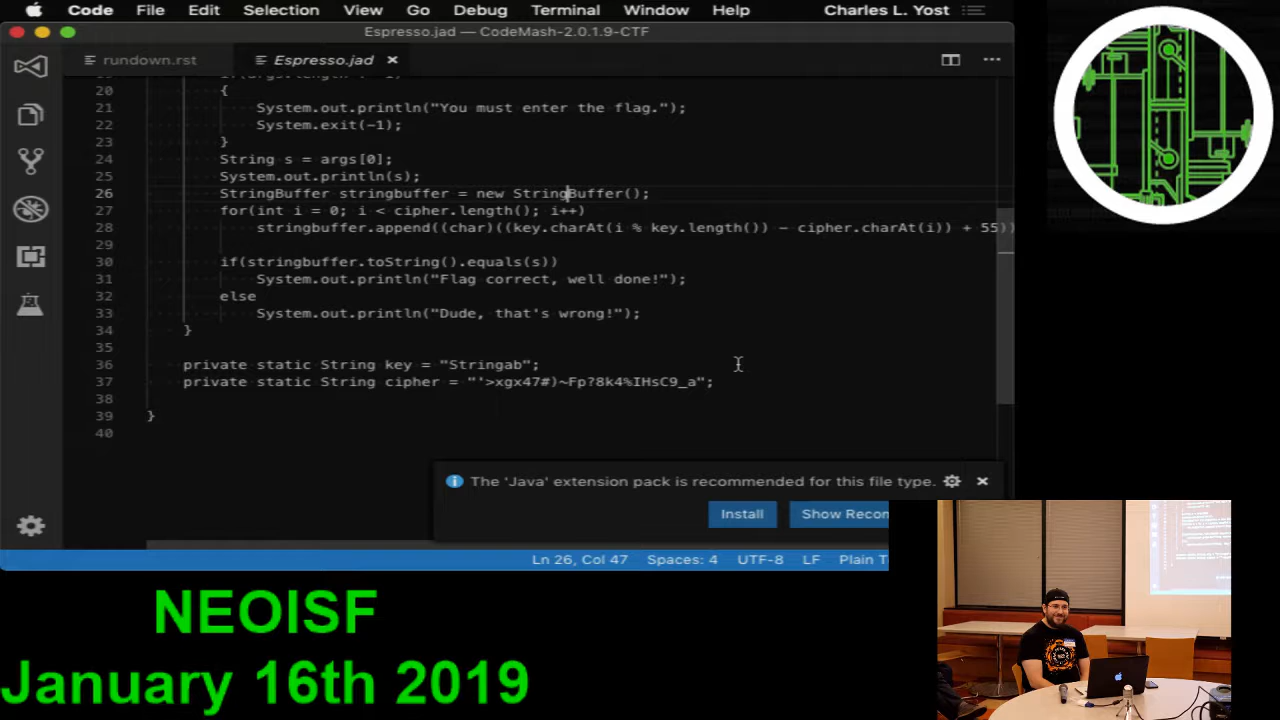 Code File Edit Selection View Go Debug Terminal Window Help Charles L. Yost
Espresso.jad — CodeMash-2.0.1.9-CTF
rundown.rst Espresso.jad
20 {
21 System.out.println("You must enter the flag.");
22 System.exit(-1);
23 }
24 String s = args[0];
25 System.out.println(s);
26 StringBuffer stringbuffer = new StringBuffer();
27 for(int i = 0; i < cipher.length(); i++)
28 stringbuffer.append((char)((key.charAt(i % key.length()) - cipher.charAt(i)) + 55))
29
30 if(stringbuffer.toString().equals(s))
31 System.out.println("Flag correct, well done!");
32 else
33 System.out.println("Dude, that's wrong!");
34 }
35
36 private static String key = "Stringab";
37 private static String cipher = "'>xgx47#)~Fp?8k4%IHsC9_a";
38
39 }
40
The 'Java' extension pack is recommended for this file type.
Install Show Recon
Ln 26, Col 47 Spaces: 4 UTF-8 LF Plain T
NEOISF
January 16th 2019